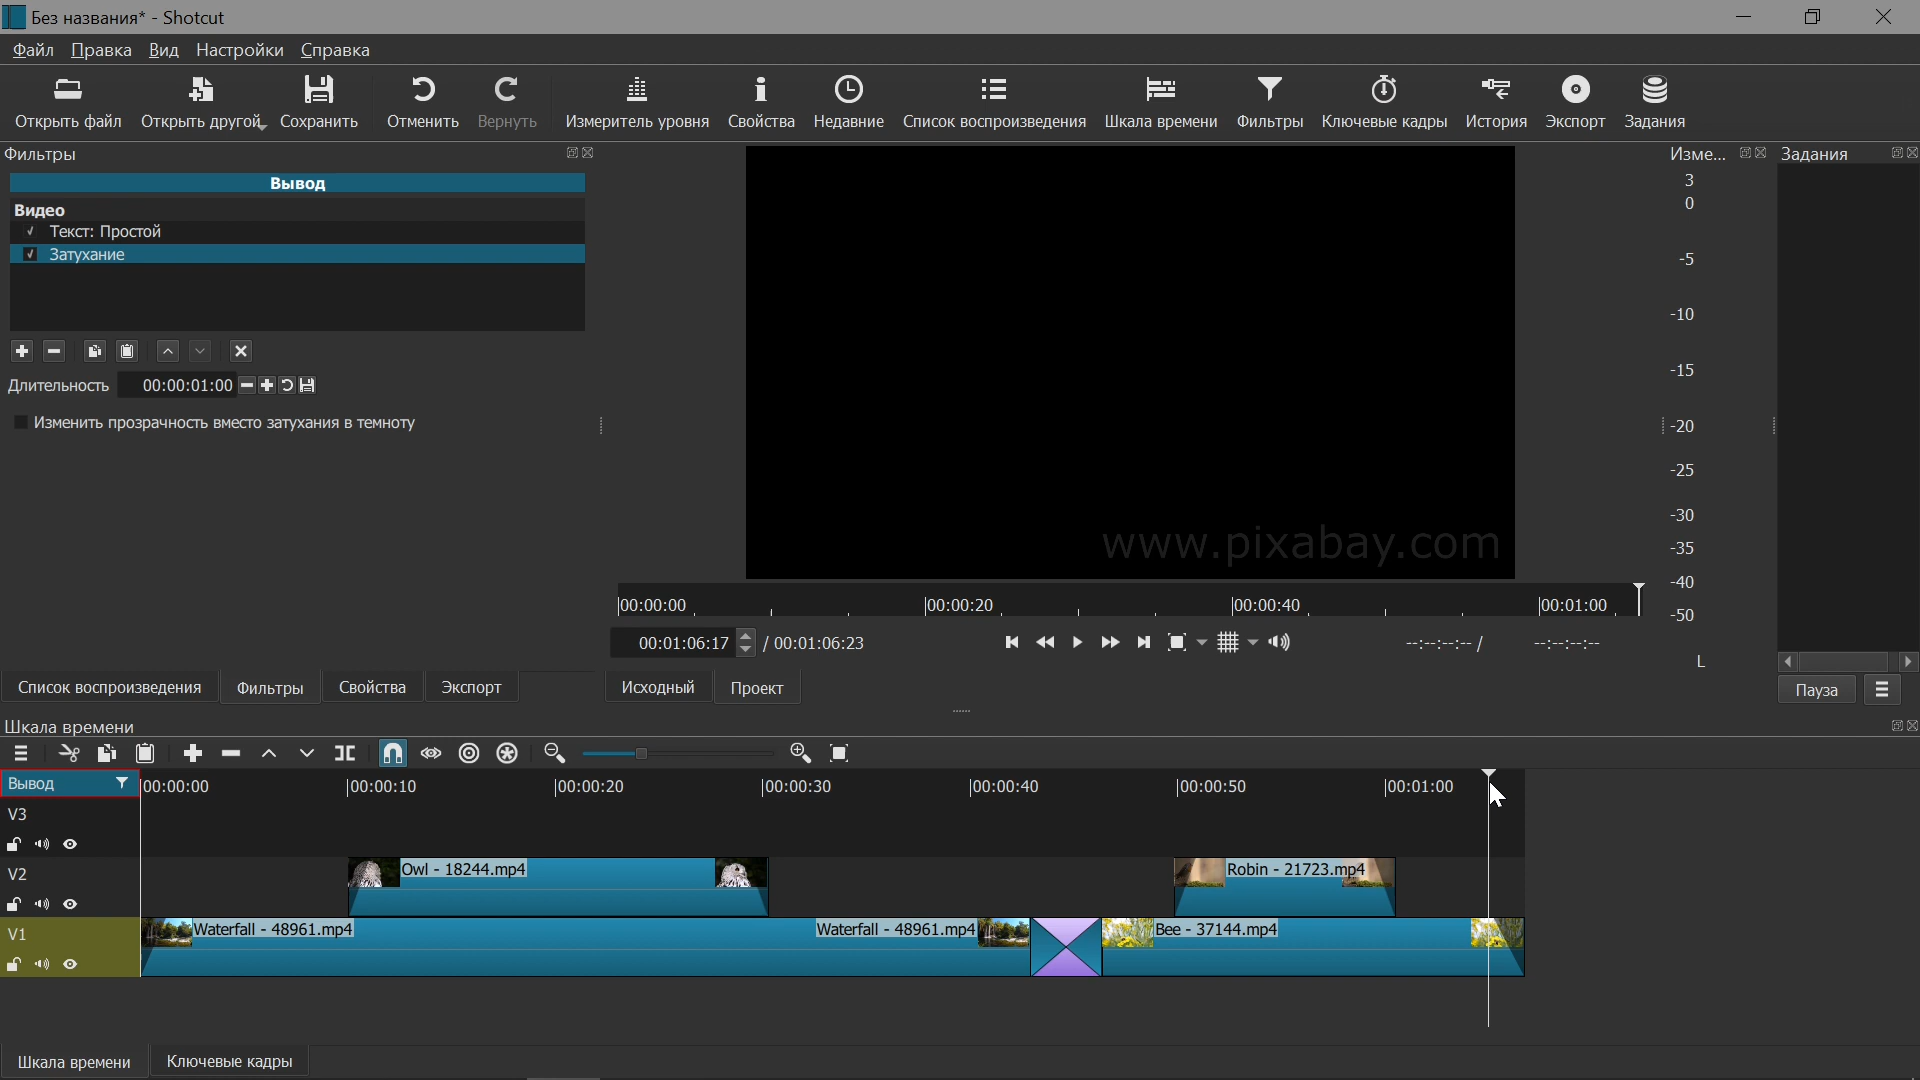 Без названия* - Shotcut
Файл Правка Вид Настройки Справка
Открыть файл Открыть другой Сохранить Отменить Вернуть Измеритель уровня Свойства Недавние Список воспроизведения Шкала времени Фильтры Ключевые кадры История Экспорт Задания
Фильтры
Вывод
Видео
Текст: Простой
Затухание
Длительность 00:00:01:00
Изменить прозрачность вместо затухания в темноту
www.pixabay.com
00:00:00 00:00:20 00:00:40 00:01:00
00:01:06:17 / 00:01:06:23 --:--:--:-- / --:--:--:--
Список воспроизведения Фильтры Свойства Экспорт
Исходный Проект
Изме...
3
0
-5
-10
-15
-20
-25
-30
-35
-40
-50
L
Задания
Пауза
Шкала времени
Вывод 00:00:00 00:00:10 00:00:20 00:00:30 00:00:40 00:00:50 00:01:00
V3
V2
Owl - 18244.mp4 Robin - 21723.mp4
V1
Waterfall - 48961.mp4 Waterfall - 48961.mp4 Bee - 37144.mp4
Шкала времени Ключевые кадры